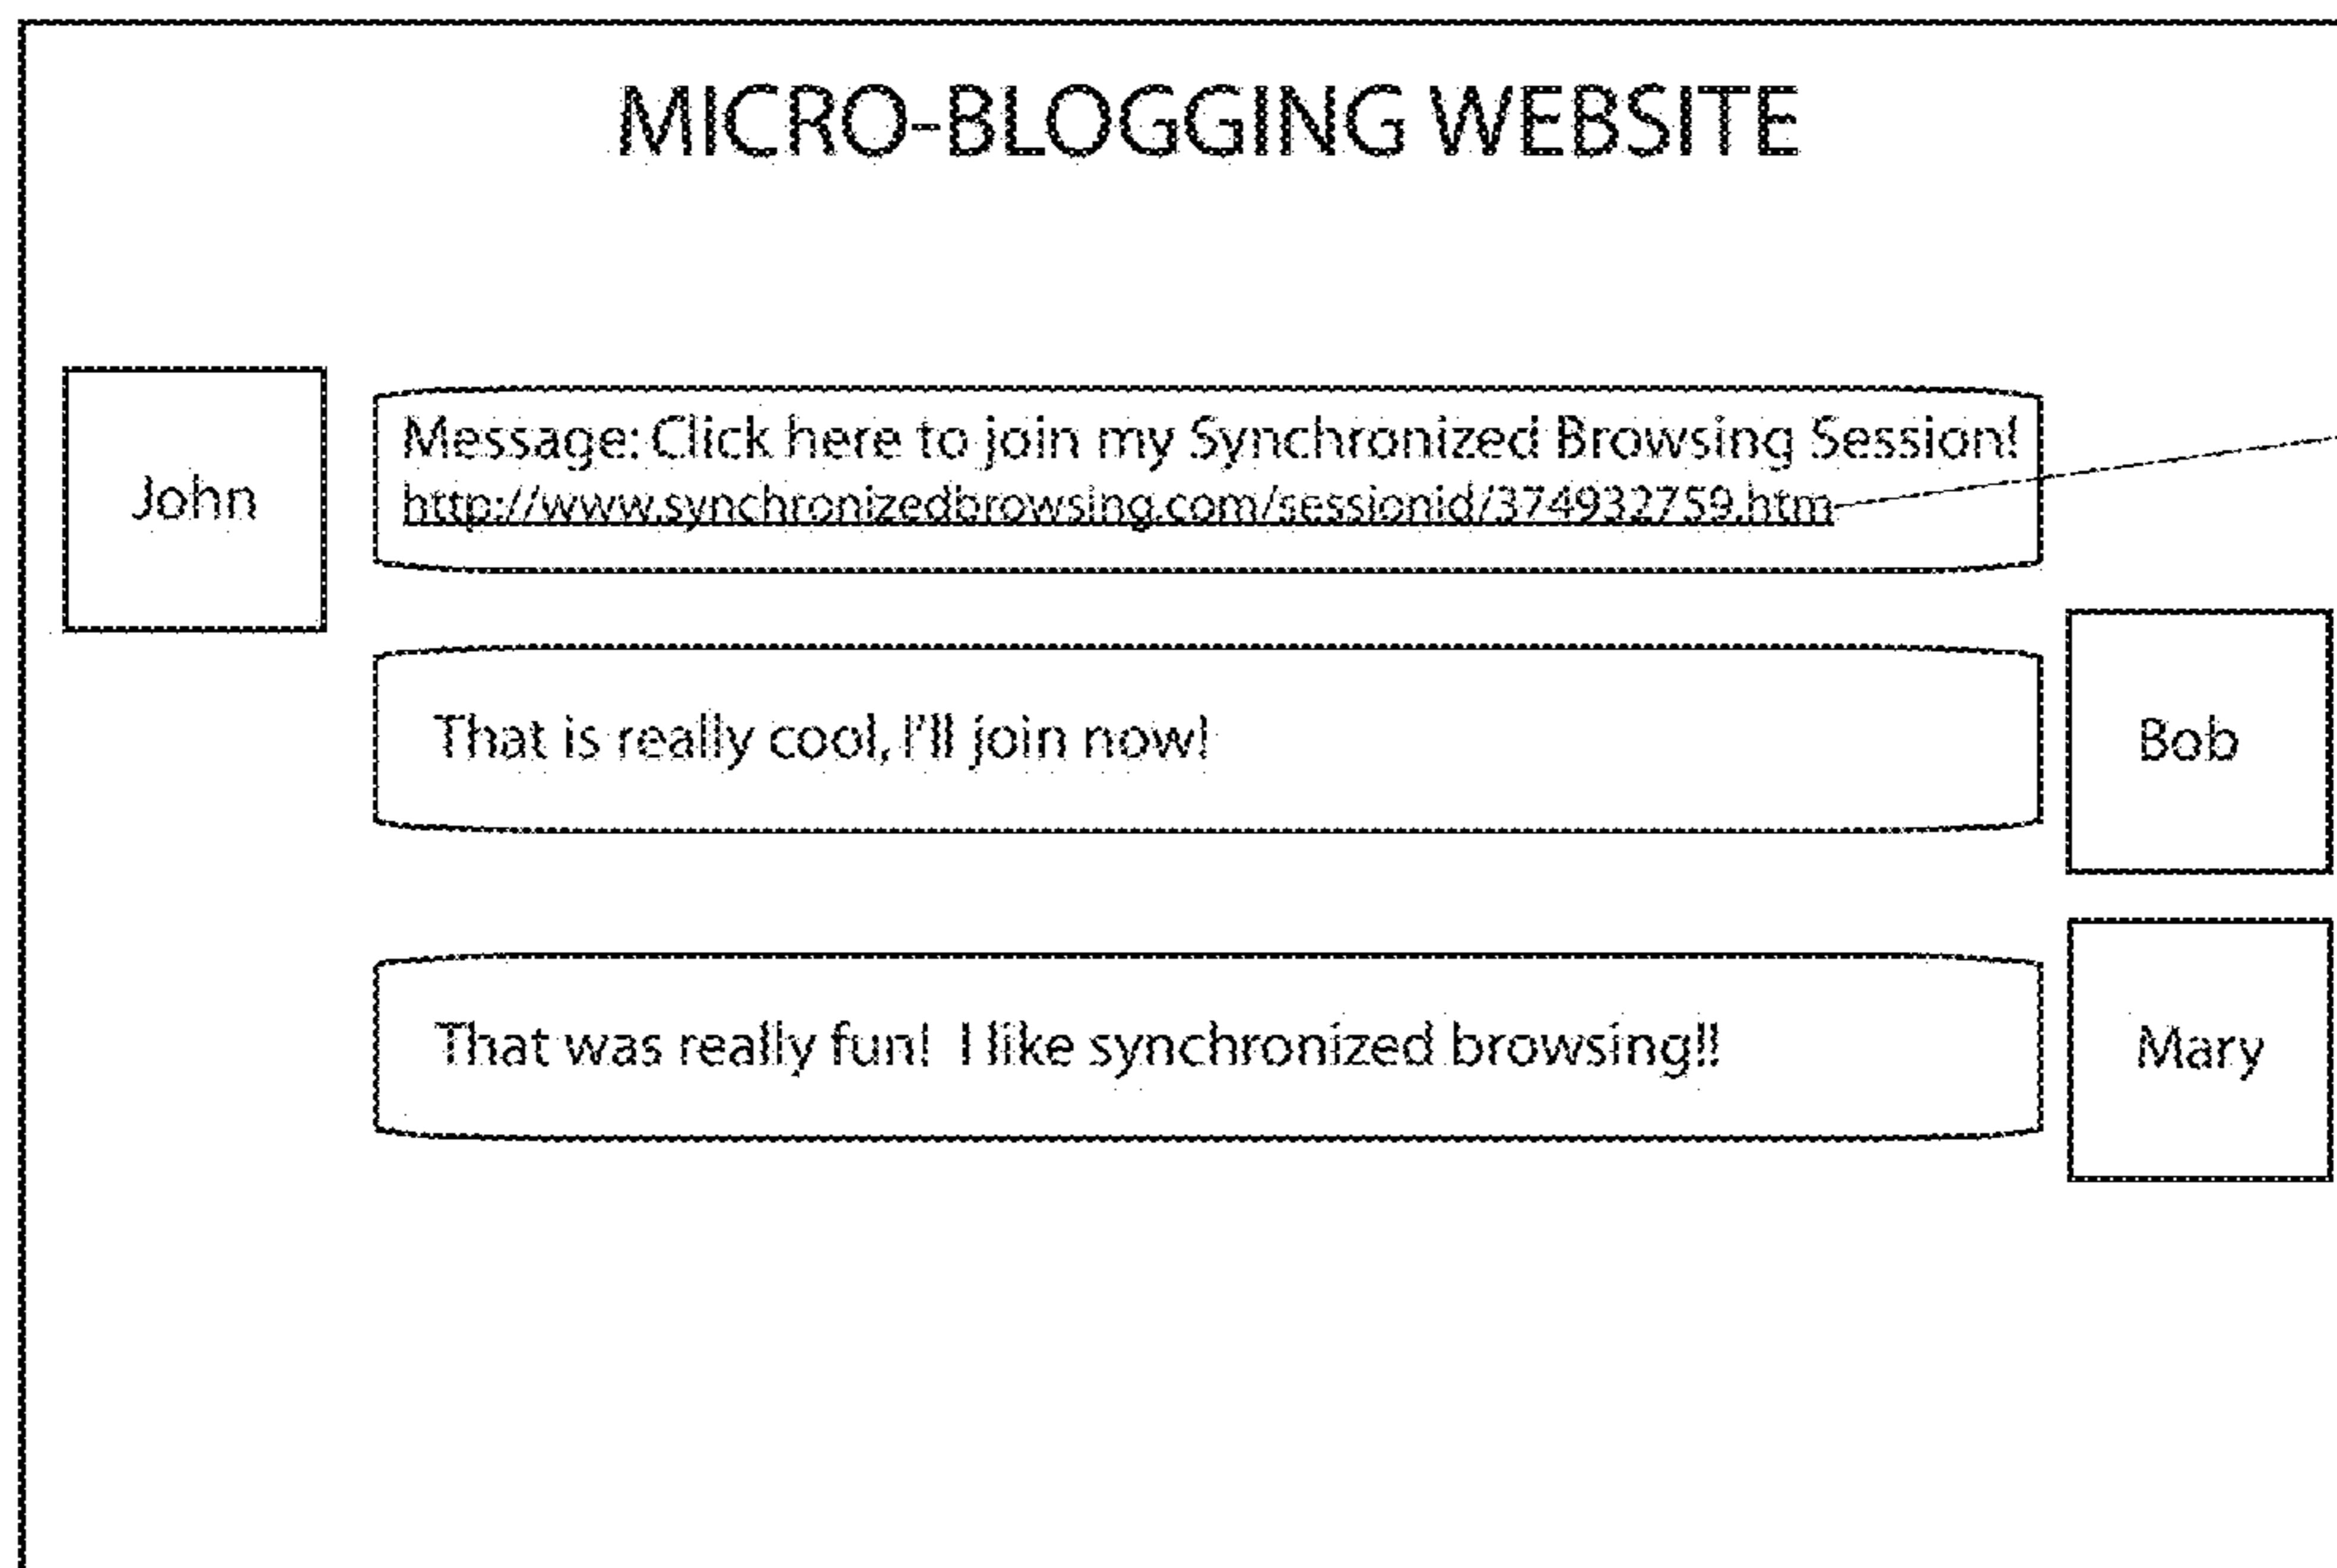 MICRO-BLOGGING WEBSITE
John
Message: Click here to join my Synchronized Browsing Session!
http://www.synchronizedbrowsing.com/sessionid/374932759.htm
That is really cool, I'll join now!
Bob
That was really fun!  I like synchronized browsing!!
Mary